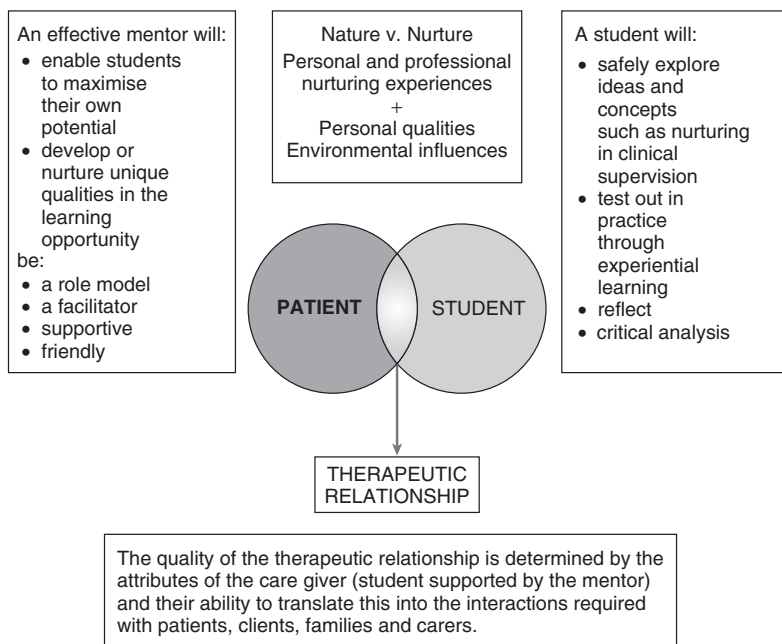 An effective mentor will:
• enable students
to maximise
their own
potential
• develop or
nurture unique
qualities in the
learning
opportunity
be:
• a role model
• a facilitator
• supportive
• friendly
Nature v. Nurture
Personal and professional
nurturing experiences
+
Personal qualities
Environmental influences
A student will:
• safely explore
ideas and
concepts
such as nurturing
in clinical
supervision
• test out in
practice
through
experiential
learning
• reflect
• critical analysis
PATIENT
STUDENT
THERAPEUTIC
RELATIONSHIP
The quality of the therapeutic relationship is determined by the
attributes of the care giver (student supported by the mentor)
and their ability to translate this into the interactions required
with patients, clients, families and carers.